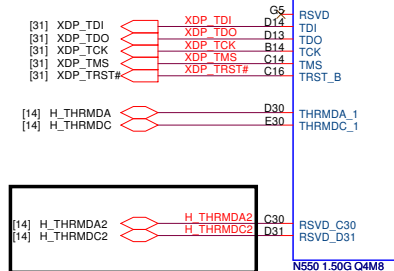 G5 RSVD
[31] XDP_TDI XDP_TDI D14 TDI
[31] XDP_TDO XDP_TDO D13 TDO
[31] XDP_TCK XDP_TCK B14 TCK
[31] XDP_TMS XDP_TMS C14 TMS
[31] XDP_TRST# XDP_TRST# C16 TRST_B
[14] H_THRMDA D30 THRMDA_1
[14] H_THRMDC E30 THRMDC_1
[14] H_THRMDA2 H_THRMDA2 C30 RSVD_C30
[14] H_THRMDC2 H_THRMDC2 D31 RSVD_D31
N550 1.50G Q4M8